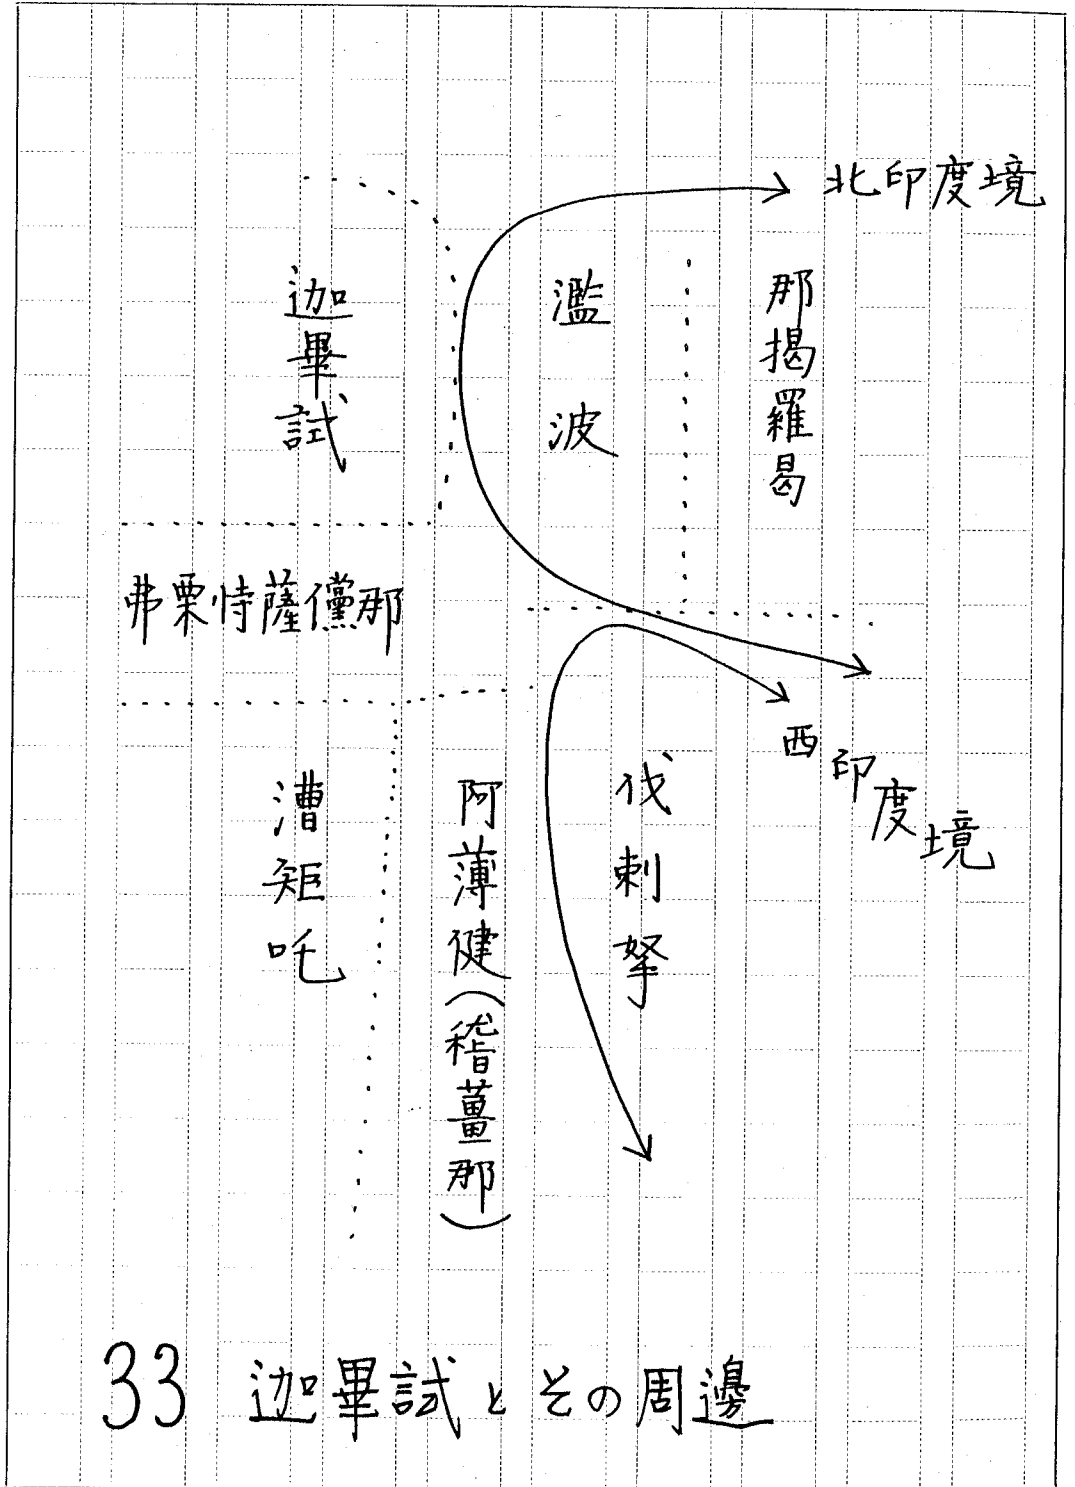 北印度境
那揭羅曷
濫波
迦畢試
弗栗恃薩儻那
西印度境
伐剌拏
阿薄健(稽薑那)
漕矩吒
33 迦畢試とその周邊